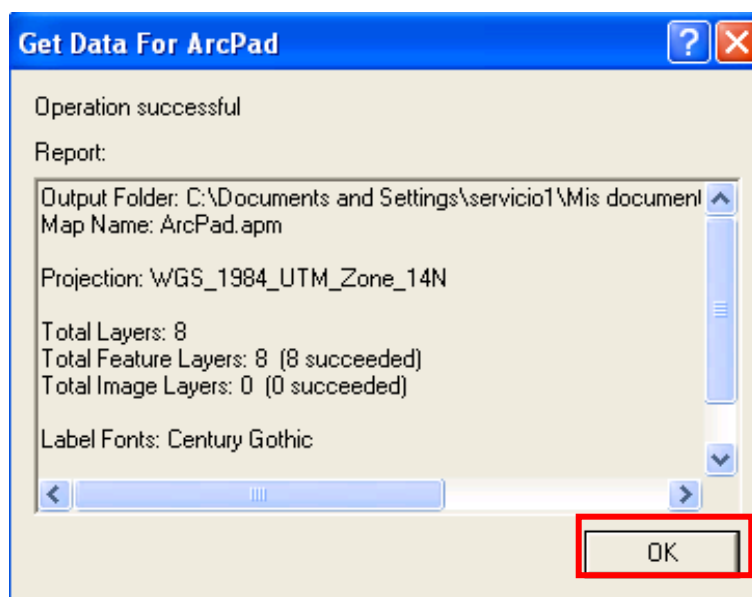 Get Data For ArcPad
Operation successful
Report:
Output Folder: C:\Documents and Settings\servicio1\Mis document
Map Name: ArcPad.apm
Projection: WGS_1984_UTM_Zone_14N
Total Layers: 8
Total Feature Layers: 8 (8 succeeded)
Total Image Layers: 0 (0 succeeded)
Label Fonts: Century Gothic
OK